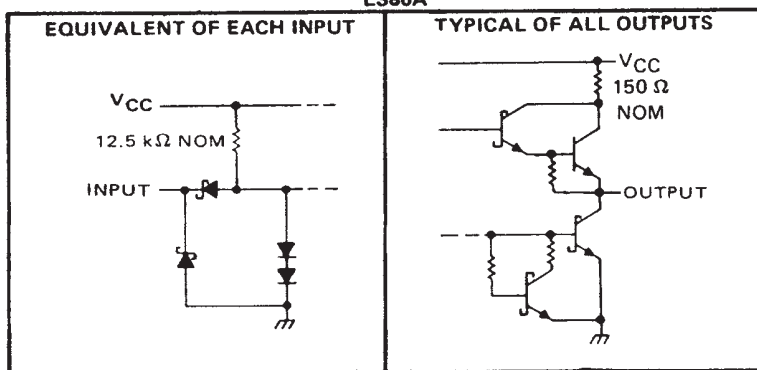 EQUIVALENT OF EACH INPUT
VCC
12.5 kΩ NOM
INPUT
TYPICAL OF ALL OUTPUTS
VCC
150 Ω
NOM
OUTPUT